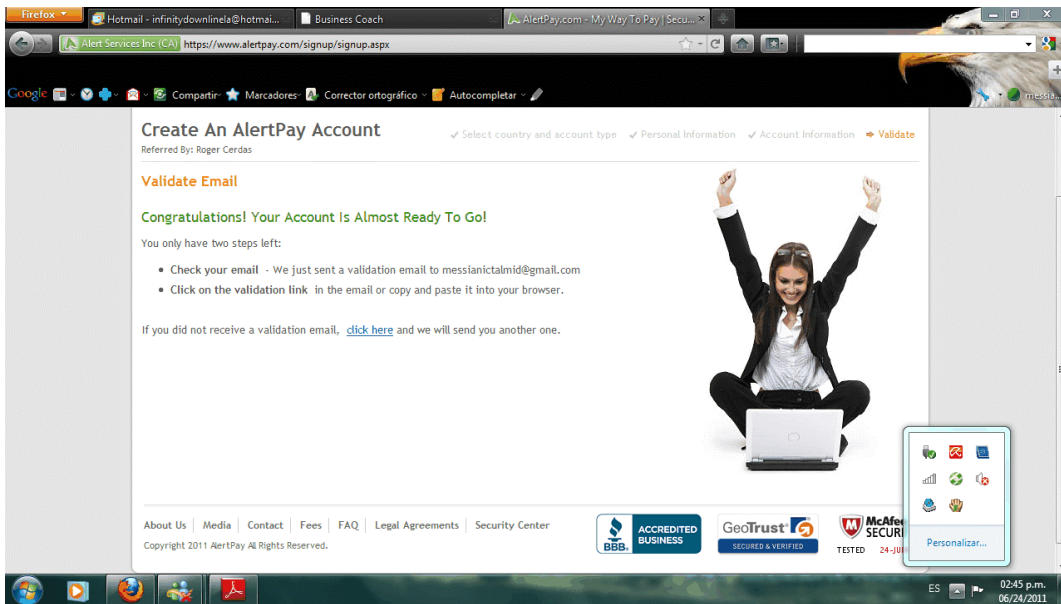 Firefox
Hotmail - infinitydownlinela@hotmai...
Business Coach
AlertPay.com - My Way To Pay | Secu...
Alert Services Inc (CA)
https://www.alertpay.com/signup/signup.aspx
Google
Compartir
Marcadores
Corrector ortográfico
Autocompletar
messia...
Create An AlertPay Account
Select country and account type
Personal Information
Account Information
Validate
Referred By: Roger Cerdas
Validate Email
Congratulations! Your Account Is Almost Ready To Go!
You only have two steps left:
Check your email - We just sent a validation email to messianictalmid@gmail.com
Click on the validation link in the email or copy and paste it into your browser.
If you did not receive a validation email, click here and we will send you another one.
About Us
Media
Contact
Fees
FAQ
Legal Agreements
Security Center
Copyright 2011 AlertPay All Rights Reserved.
BBB.
ACCREDITED
BUSINESS
GeoTrust
SECURED & VERIFIED
McAfee
SECUR
TESTED 24-JU
Personalizar...
ES
02:45 p.m.
06/24/2011